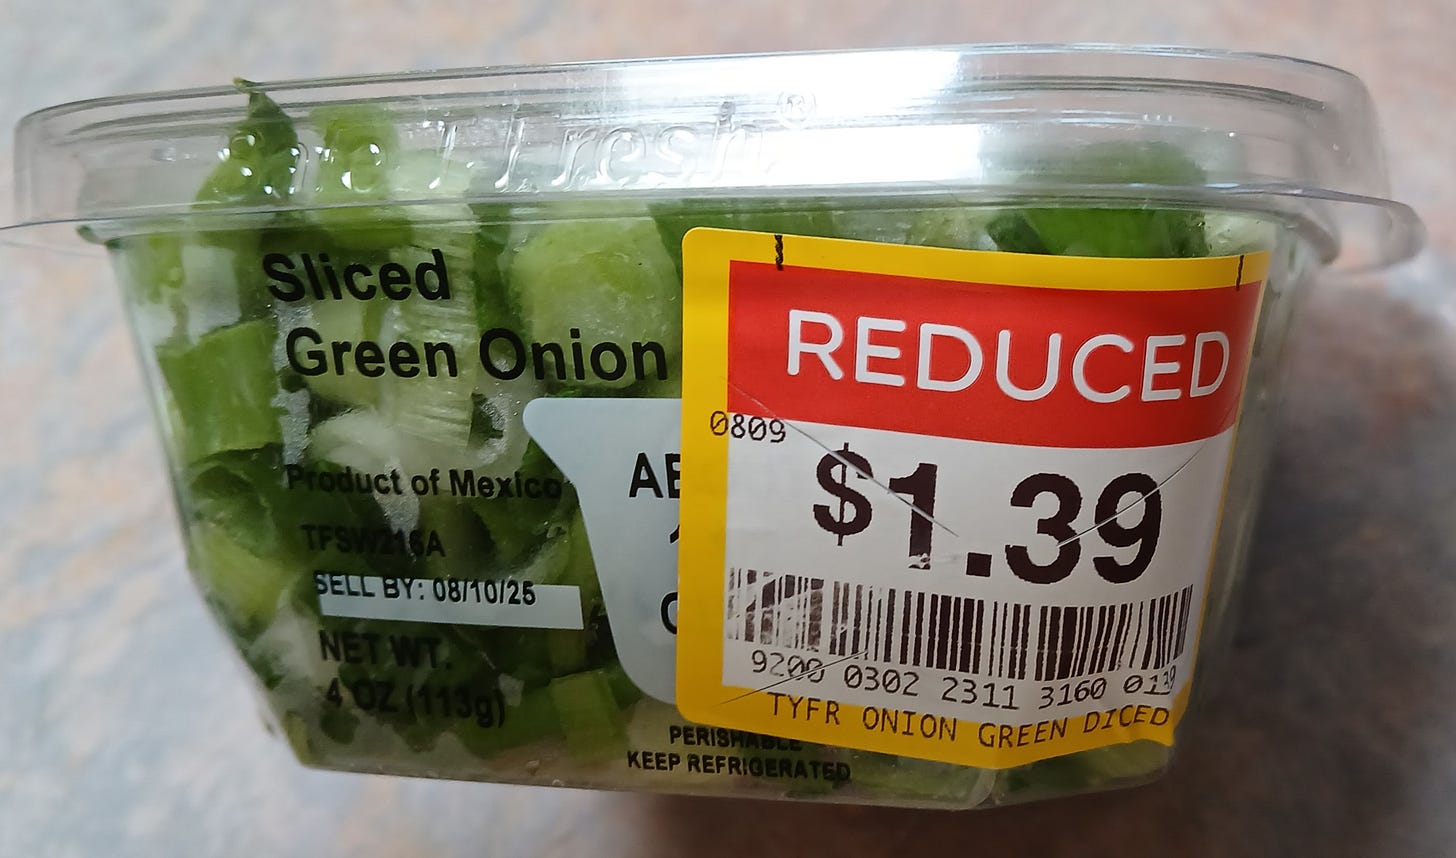 Fresh®
Sliced
Green Onion
Product of Mexico
TFSW216A
SELL BY: 08/10/25
NET WT.
4 OZ (113g)
PERISHABLE
KEEP REFRIGERATED
REDUCED
0809
$1.39
9200 0302 2311 3160
TYFR ONION GREEN DICED